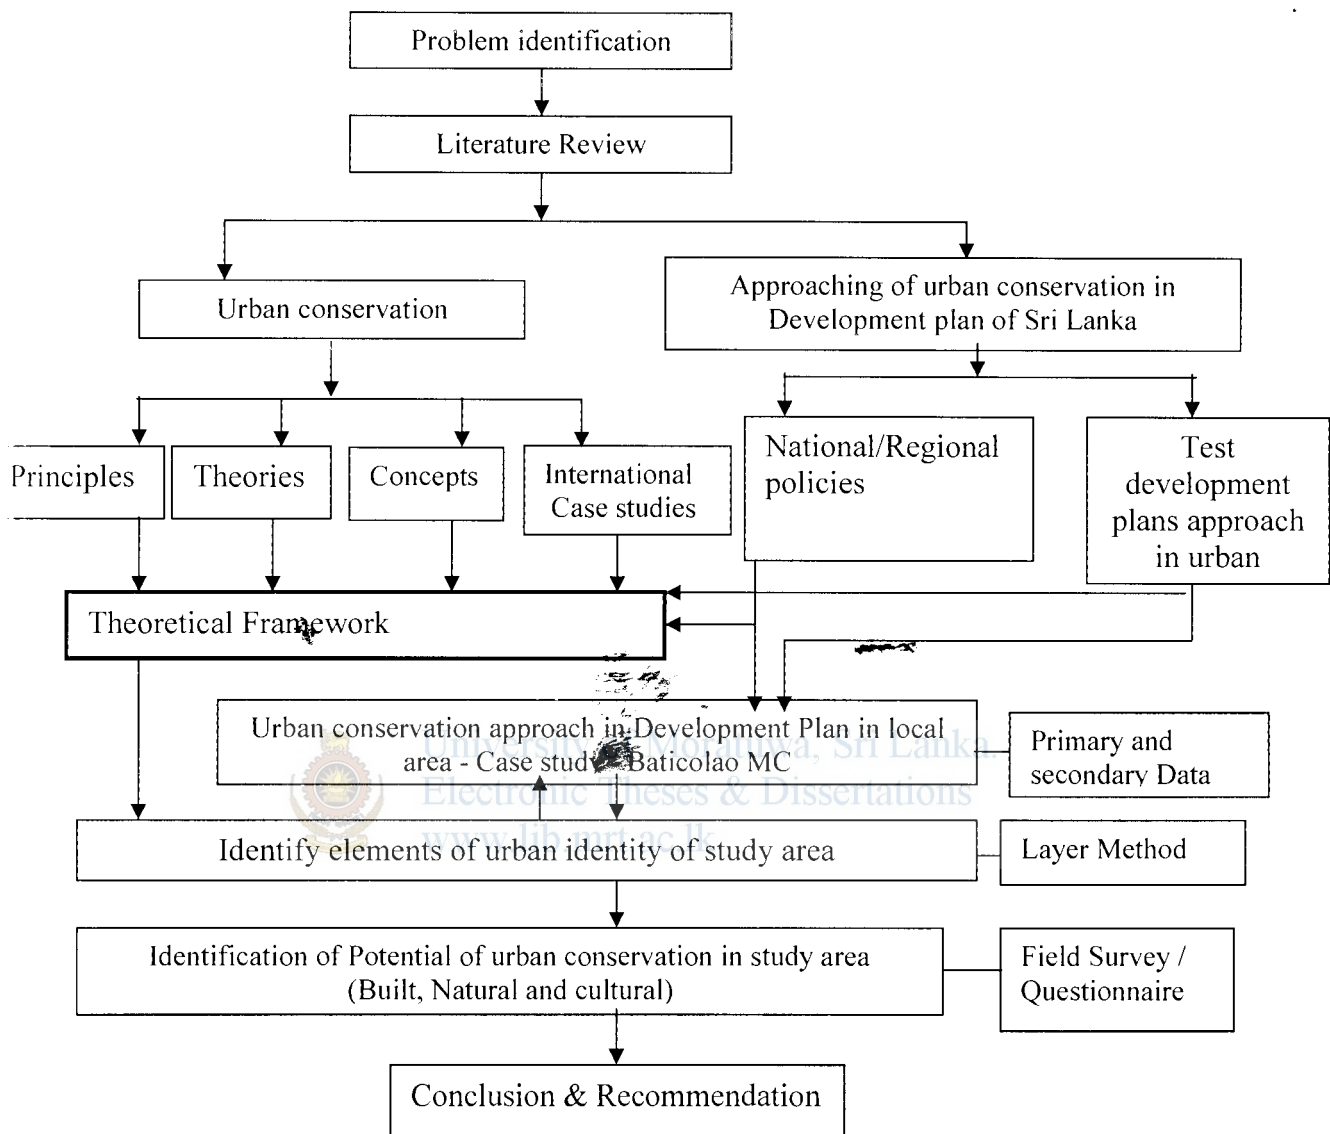 Problem identification
Literature Review
Urban conservation
Approaching of urban conservation in
Development plan of Sri Lanka
Principles
Theories
Concepts
International
Case studies
National/Regional
policies
Test
development
plans approach
in urban
Theoretical Framework
Urban conservation approach in Development Plan in local
area - Case study Baticolao MC
Primary and
secondary Data
University of Moratuwa, Sri Lanka.
Electronic Theses & Dissertations
www.lib.mrt.ac.lk
Identify elements of urban identity of study area
Layer Method
Identification of Potential of urban conservation in study area
(Built, Natural and cultural)
Field Survey /
Questionnaire
Conclusion & Recommendation